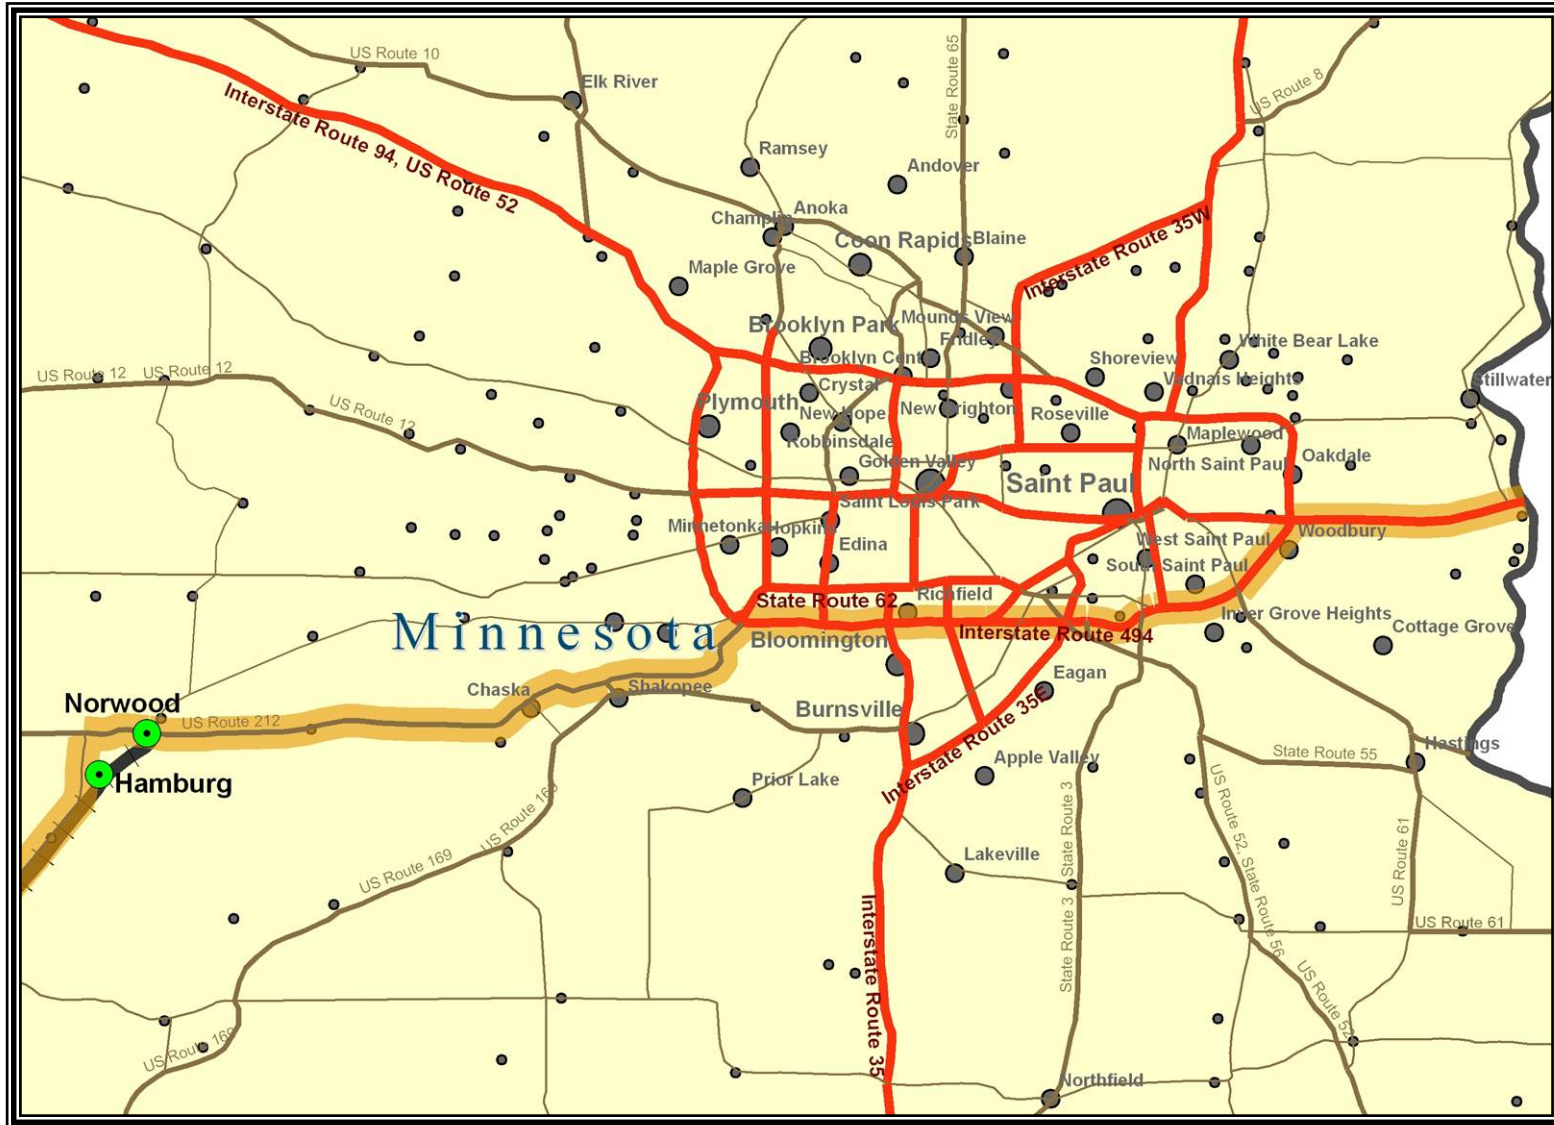 US Route 10
State Route 65
US Route 8
Elk River
Interstate Route 94, US Route 52
Ramsey
Andover
Champlin
Anoka
Coon Rapids
Blaine
Interstate Route 35W
Maple Grove
Brooklyn Park
Mounds View
Fridley
White Bear Lake
Brooklyn Cent
Shoreview
US Route 12
US Route 12
Crystal
Vadnais Heights
Stillwater
Plymouth
New Hope
New Brighton
Roseville
US Route 12
Robbinsdale
Maplewood
Golden Valley
North Saint Paul
Oakdale
Saint Paul
Saint Louis Park
Minnetonka
Hopkins
West Saint Paul
Woodbury
Edina
South Saint Paul
State Route 62
Richfield
Inver Grove Heights
Minnesota
Bloomington
Interstate Route 494
Cottage Grove
Eagan
Chaska
Shakopee
Norwood
US Route 212
Burnsville
Interstate Route 35E
Hastings
State Route 55
Hamburg
Prior Lake
Apple Valley
US Route 169
State Route 3
US Route 52, State Route 56
US Route 61
US Route 169
Lakeville
State Route 3
US Route 61
Interstate Route 35
US Route 52
US Route 169
Northfield